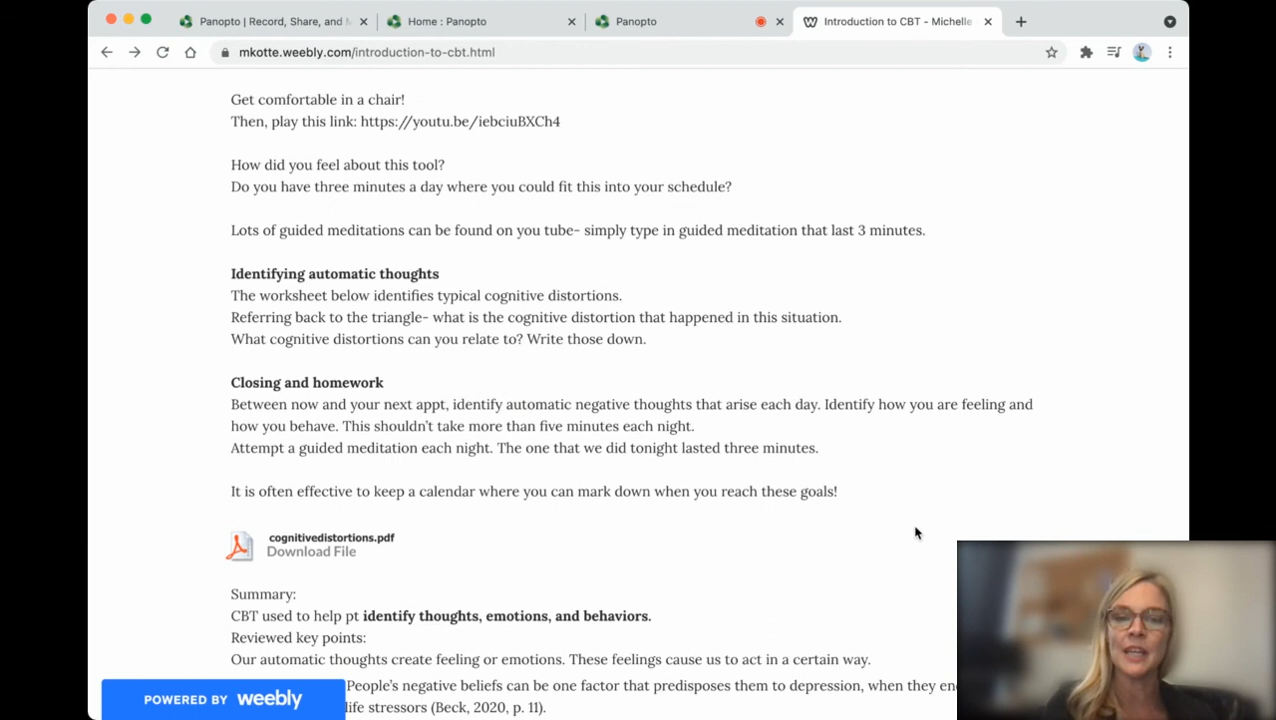 Panopto | Record, Share, and
Home : Panopto
Panopto
Introduction to CBT - Michelle
mkotte.weebly.com/introduction-to-cbt.html
Get comfortable in a chair!
Then, play this link: https://youtu.be/iebciuBXCh4
How did you feel about this tool?
Do you have three minutes a day where you could fit this into your schedule?
Lots of guided meditations can be found on you tube- simply type in guided meditation that last 3 minutes.
Identifying automatic thoughts
The worksheet below identifies typical cognitive distortions.
Referring back to the triangle- what is the cognitive distortion that happened in this situation.
What cognitive distortions can you relate to? Write those down.
Closing and homework
Between now and your next appt, identify automatic negative thoughts that arise each day. Identify how you are feeling and
how you behave. This shouldn't take more than five minutes each night.
Attempt a guided meditation each night. The one that we did tonight lasted three minutes.
It is often effective to keep a calendar where you can mark down when you reach these goals!
cognitivedistortions.pdf
Download File
Summary:
CBT used to help pt identify thoughts, emotions, and behaviors.
Reviewed key points:
Our automatic thoughts create feeling or emotions. These feelings cause us to act in a certain way.
People's negative beliefs can be one factor that predisposes them to depression, when they
life stressors (Beck, 2020, p. 11).
POWERED BY weebly